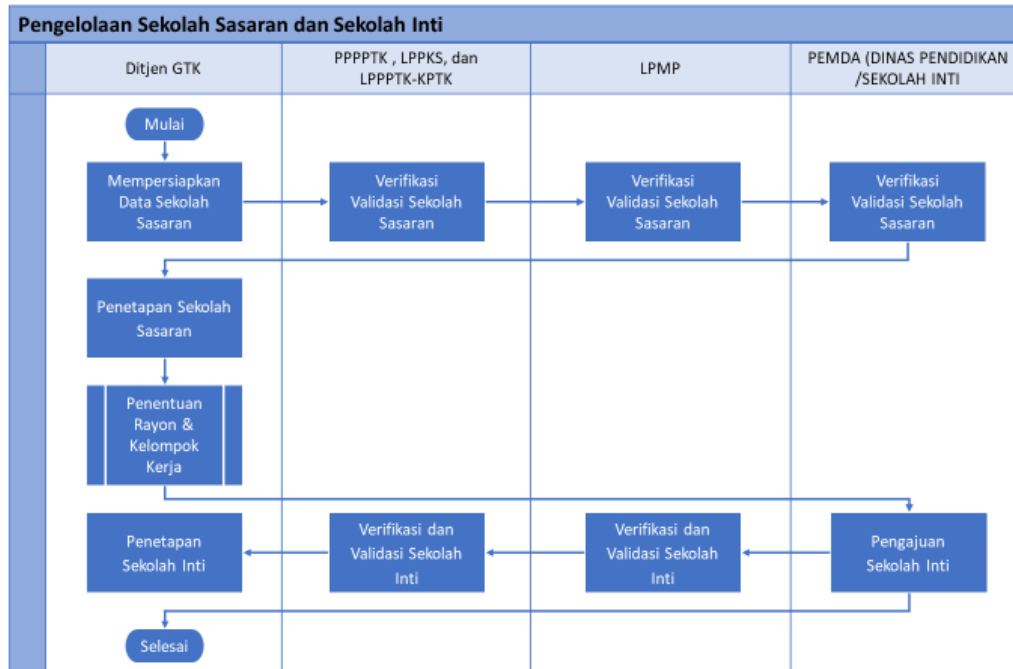 Pengelolaan Sekolah Sasaran dan Sekolah Inti
Ditjen GTK
PPPPTK , LPPKS, dan
LPPPTK-KPTK
LPMP
PEMDA (DINAS PENDIDIKAN
/SEKOLAH INTI
Mulai
Mempersiapkan
Data Sekolah
Sasaran
Verifikasi
Validasi Sekolah
Sasaran
Verifikasi
Validasi Sekolah
Sasaran
Verifikasi
Validasi Sekolah
Sasaran
Penetapan Sekolah
Sasaran
Penentuan
Rayon &
Kelompok
Kerja
Penetapan
Sekolah Inti
Verifikasi dan
Validasi Sekolah
Inti
Verifikasi dan
Validasi Sekolah
Inti
Pengajuan
Sekolah Inti
Selesai